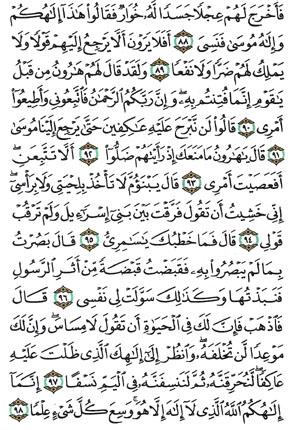 فَأَخْرَجَ لَهُمْ عِجْلًا جَسَدًا لَّهُۥ خُوَارٌ فَقَالُوا۟ هَٰذَآ إِلَٰهُكُمْ
وَإِلَٰهُ مُوسَىٰ فَنَسِىَ ٨٨ أَفَلَا يَرَوْنَ أَلَّا يَرْجِعُ إِلَيْهِمْ قَوْلًا وَلَا
يَمْلِكُ لَهُمْ ضَرًّا وَلَا نَفْعًا ٨٩ وَلَقَدْ قَالَ لَهُمْ هَٰرُونُ مِن قَبْلُ
يَٰقَوْمِ إِنَّمَا فُتِنتُم بِهِۦ ۖ وَإِنَّ رَبَّكُمُ ٱلرَّحْمَٰنُ فَٱتَّبِعُونِى وَأَطِيعُوٓا۟
أَمْرِى ٩٠ قَالُوا۟ لَن نَّبْرَحَ عَلَيْهِ عَٰكِفِينَ حَتَّىٰ يَرْجِعَ إِلَيْنَا مُوسَىٰ
٩١ قَالَ يَٰهَٰرُونُ مَا مَنَعَكَ إِذْ رَأَيْتَهُمْ ضَلُّوٓا۟ ٩٢ أَلَّا تَتَّبِعَنِ ۖ
أَفَعَصَيْتَ أَمْرِى ٩٣ قَالَ يَبْنَؤُمَّ لَا تَأْخُذْ بِلِحْيَتِى وَلَا بِرَأْسِىٓ ۖ
إِنِّى خَشِيتُ أَن تَقُولَ فَرَّقْتَ بَيْنَ بَنِىٓ إِسْرَٰٓءِيلَ وَلَمْ تَرْقُبْ
قَوْلِى ٩٤ قَالَ فَمَا خَطْبُكَ يَٰسَٰمِرِىُّ ٩٥ قَالَ بَصُرْتُ
بِمَا لَمْ يَبْصُرُوا۟ بِهِۦ فَقَبَضْتُ قَبْضَةً مِّنْ أَثَرِ ٱلرَّسُولِ
فَنَبَذْتُهَا وَكَذَٰلِكَ سَوَّلَتْ لِى نَفْسِى ٩٦ قَالَ
فَٱذْهَبْ فَإِنَّ لَكَ فِى ٱلْحَيَوٰةِ أَن تَقُولَ لَا مِسَاسَ ۖ وَإِنَّ لَكَ
مَوْعِدًا لَّن تُخْلَفَهُۥ ۖ وَٱنظُرْ إِلَىٰٓ إِلَٰهِكَ ٱلَّذِى ظَلْتَ عَلَيْهِ
عَاكِفًا ۖ لَّنُحَرِّقَنَّهُۥ ثُمَّ لَنَنسِفَنَّهُۥ فِى ٱلْيَمِّ نَسْفًا ٩٧ إِنَّمَآ
إِلَٰهُكُمُ ٱللَّهُ ٱلَّذِى لَآ إِلَٰهَ إِلَّا هُوَ ۚ وَسِعَ كُلَّ شَىْءٍ عِلْمًا ٩٨